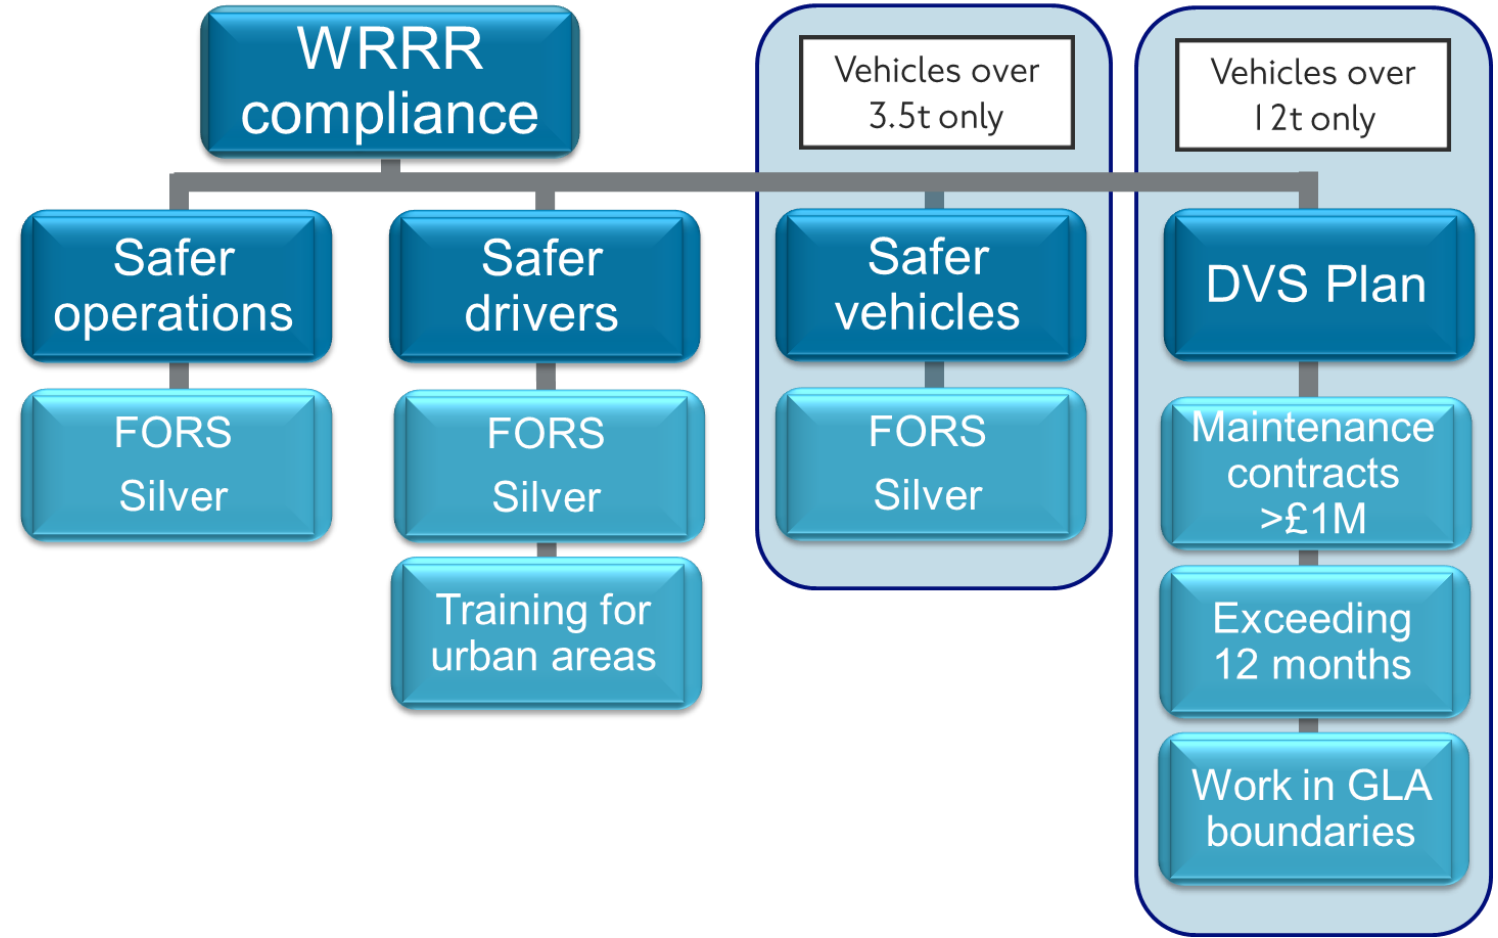 WRRR
compliance
Vehicles over
3.5t only
Vehicles over
12t only
Safer
operations
Safer
drivers
Safer
vehicles
DVS Plan
FORS
Silver
FORS
Silver
FORS
Silver
Maintenance
contracts
>£1M
Training for
urban areas
Exceeding
12 months
Work in GLA
boundaries